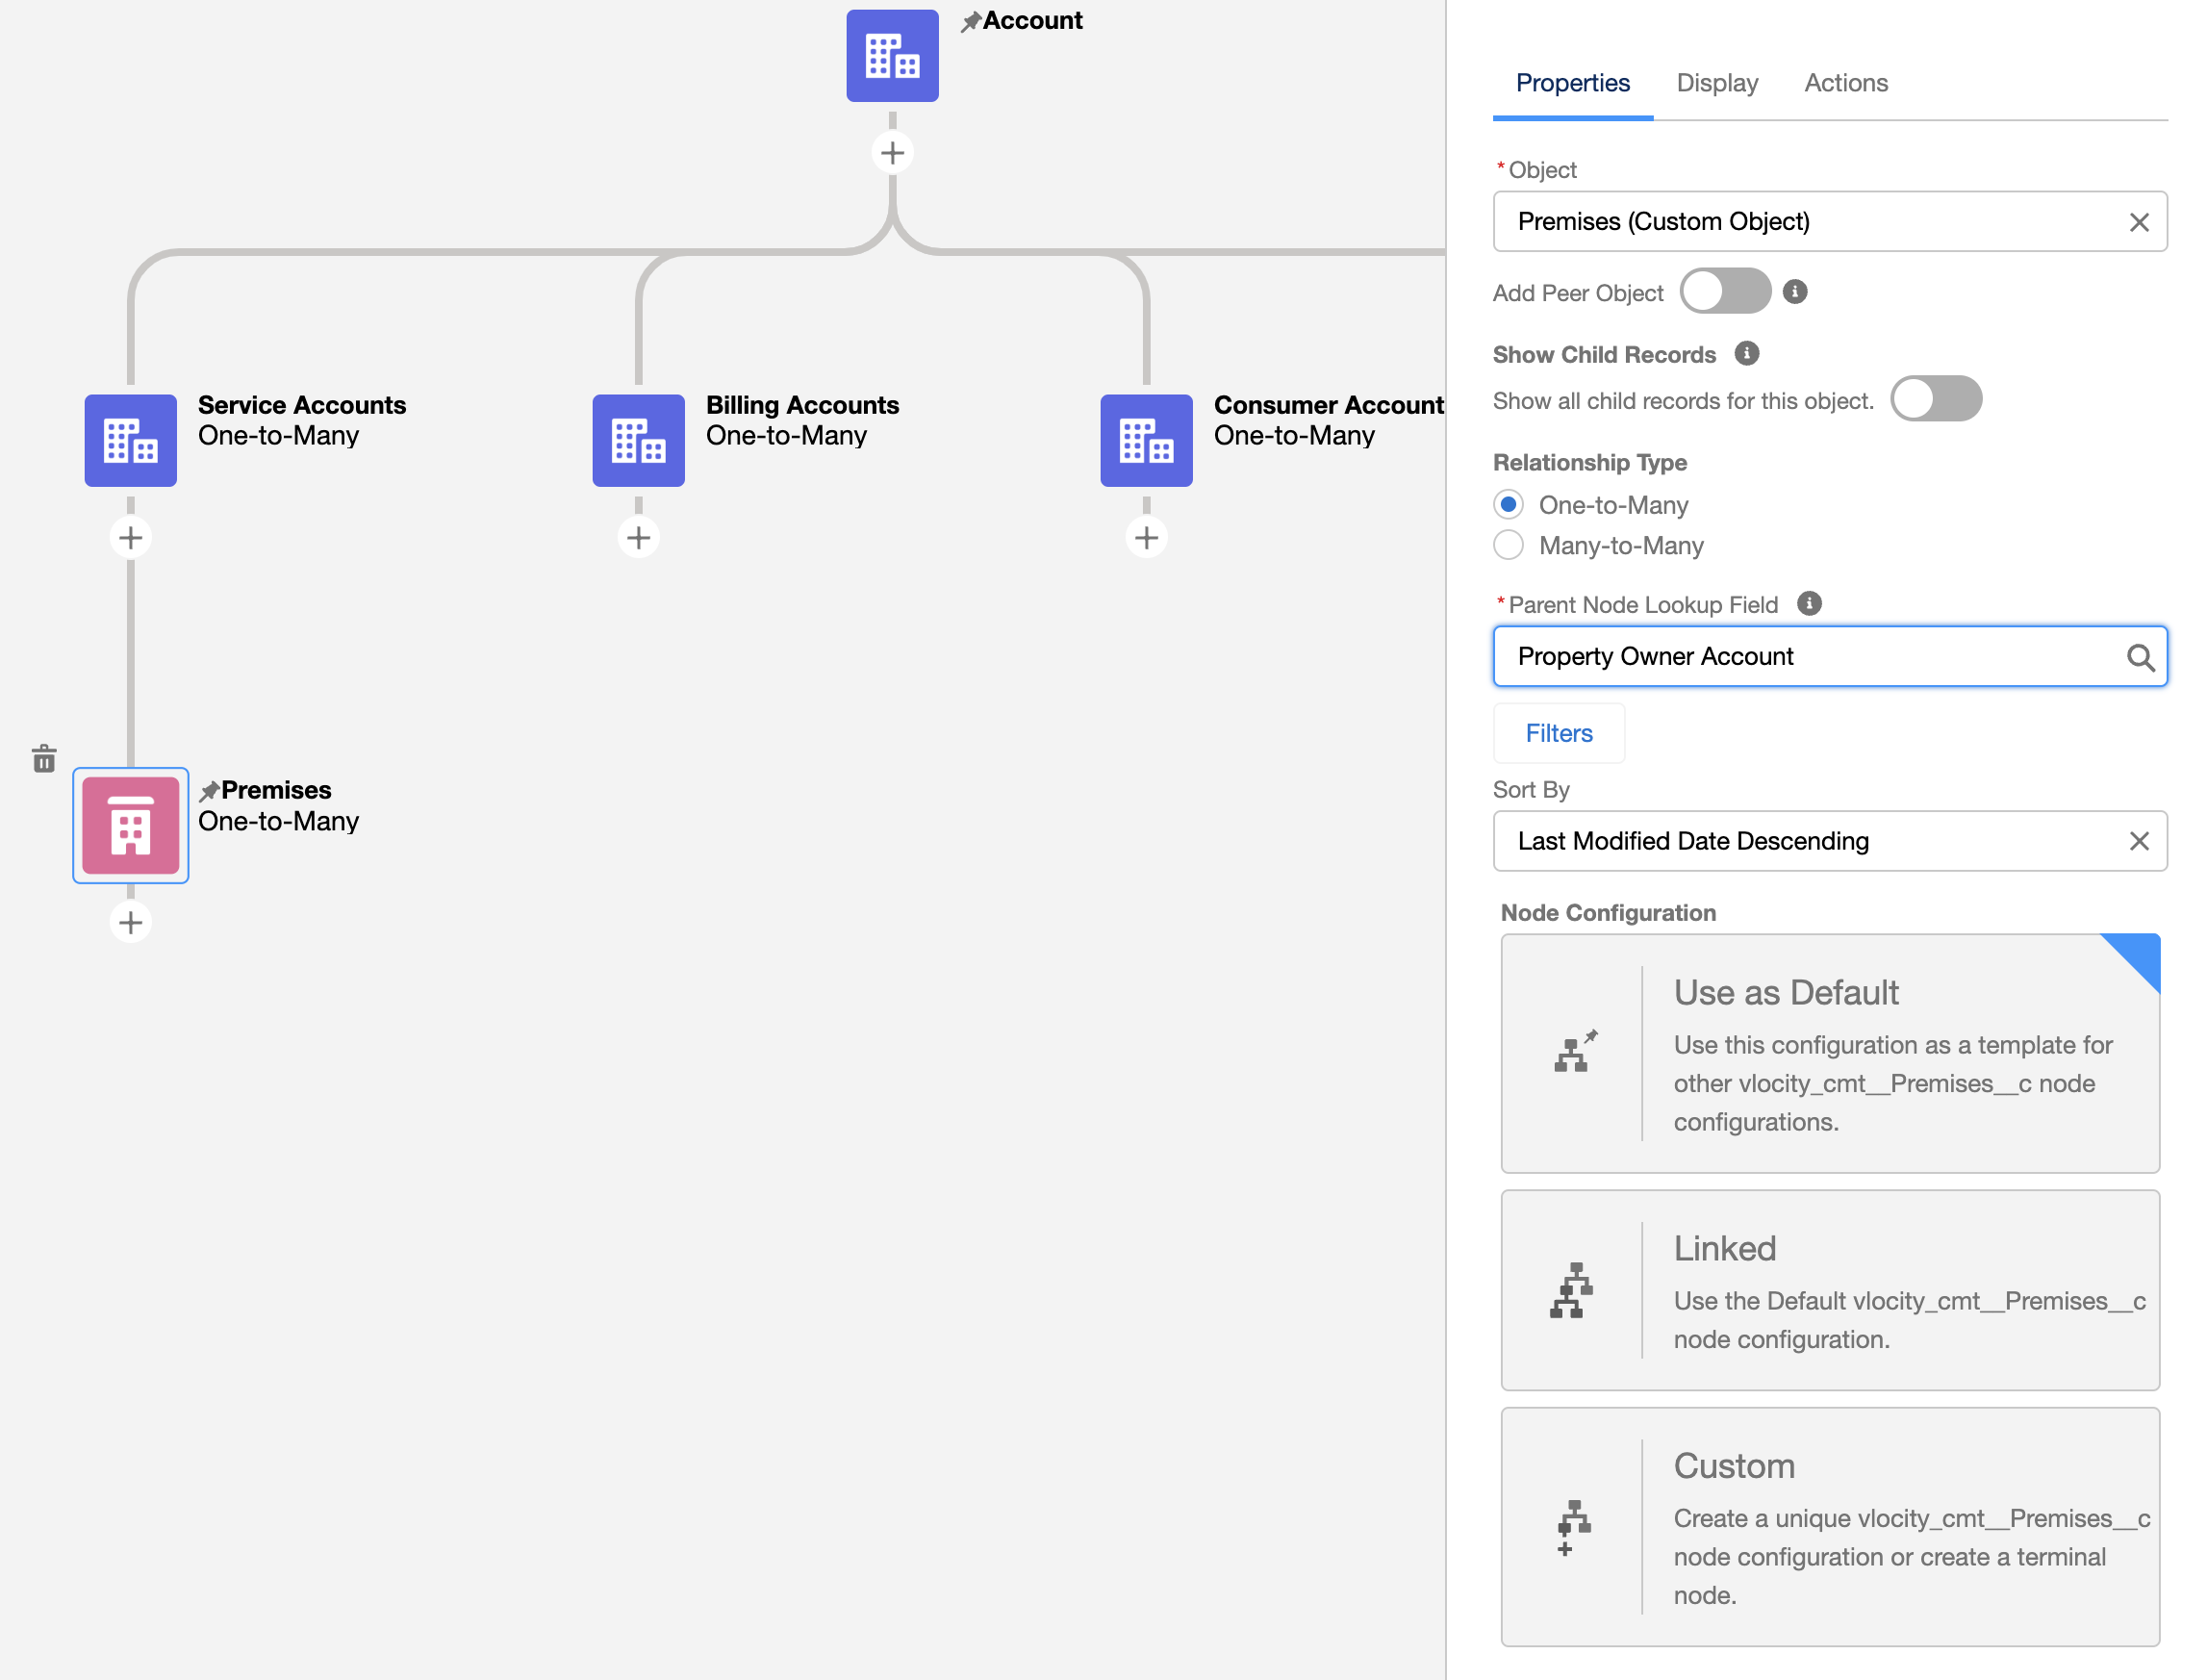 Account
Service Accounts
One-to-Many
Billing Accounts
One-to-Many
Consumer Account
One-to-Many
Premises
One-to-Many
Properties
Display
Actions
* Object
Premises (Custom Object)
Add Peer Object
Show Child Records
Show all child records for this object.
Relationship Type
One-to-Many
Many-to-Many
* Parent Node Lookup Field
Property Owner Account
Filters
Sort By
Last Modified Date Descending
Node Configuration
Use as Default
Use this configuration as a template for
other vlocity_cmt__Premises__c node
configurations.
Linked
Use the Default vlocity_cmt__Premises__c
node configuration.
Custom
Create a unique vlocity_cmt__Premises__c
node configuration or create a terminal
node.